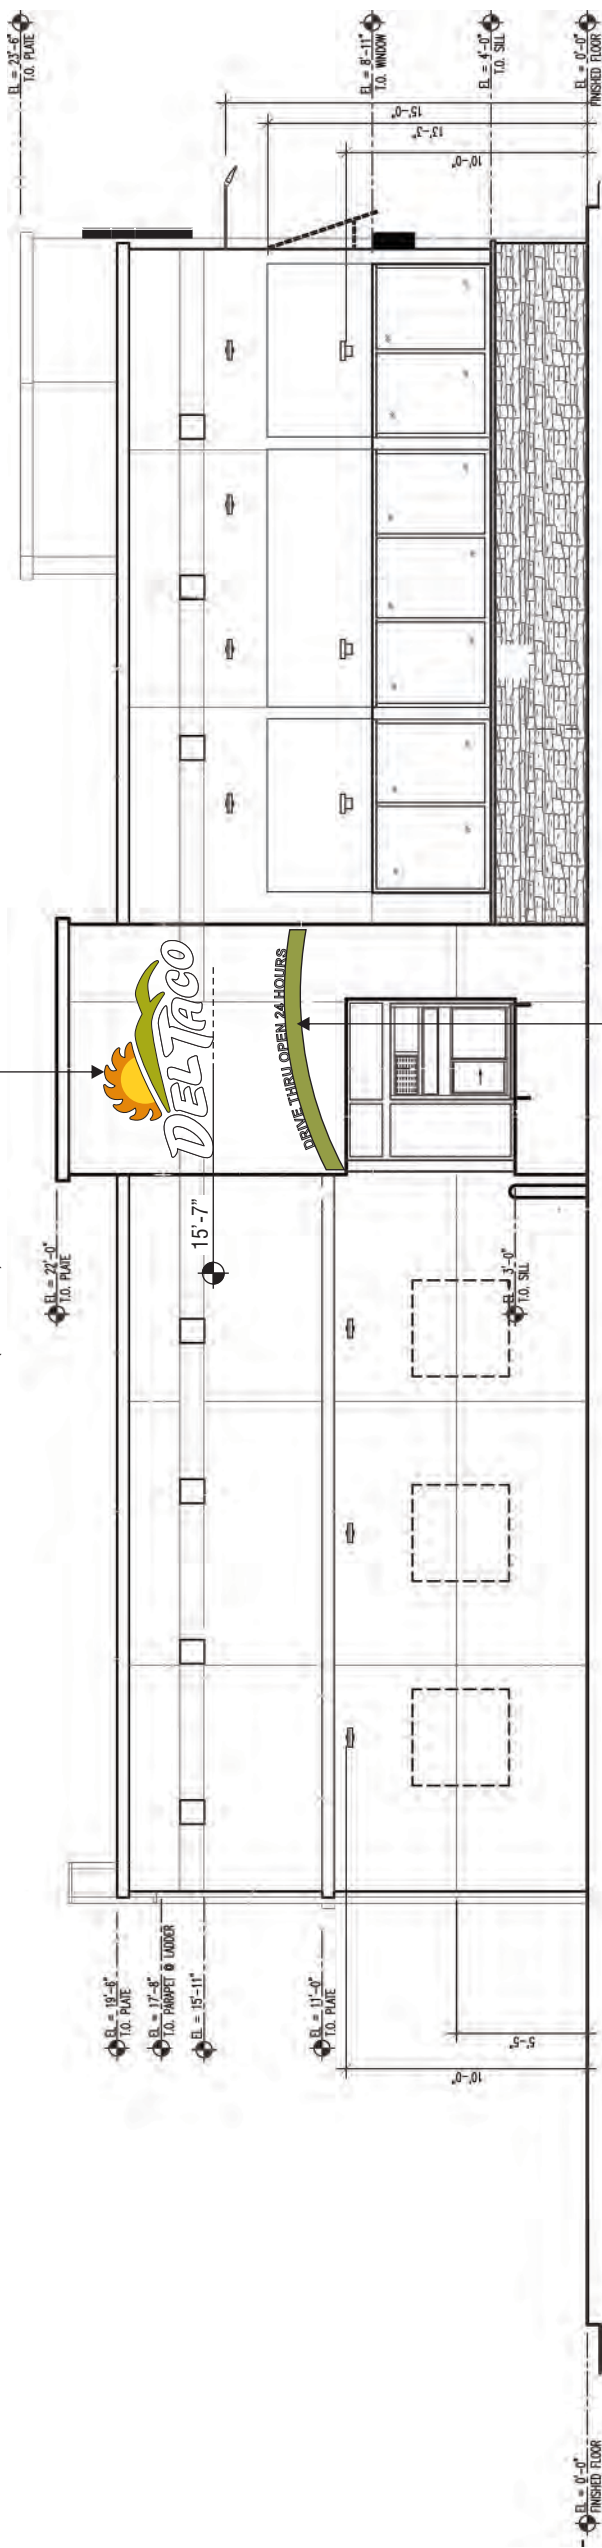 EL = 23'-6"
T.O. PLATE
EL = 8'-11"
T.O. WINDOW
EL = 4'-0"
T.O. SILL
EL = 0'-0"
FINISHED FLOOR
15'-0"
13'-3"
10'-0"
DEL TACO
DRIVE THRU OPEN 24 HOURS
15'-7"
EL = 22'-0"
T.O. PLATE
EL = 3'-0"
T.O. SILL
EL = 19'-6"
T.O. PLATE
EL = 17'-8"
T.O. PARAPET @ LADDER
EL = 15'-11"
EL = 11'-0"
T.O. PLATE
10'-0"
5'-5"
EL = 0'-0"
FINISHED FLOOR